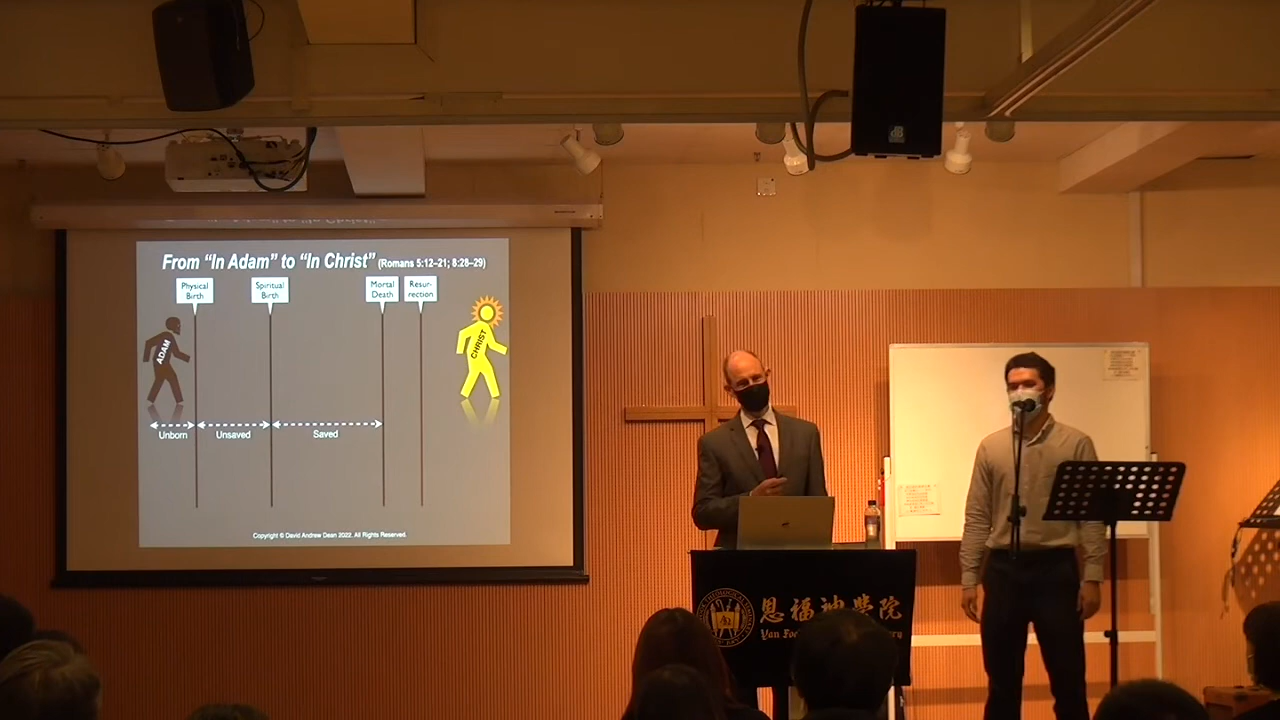 From “In Adam” to “In Christ” (Romans 5:12–21; 8:28–29)
Physical
Birth
Spiritual
Birth
Mortal
Death
Resur-
rection
ADAM
CHRIST
Unborn
Unsaved
Saved
Copyright © David Andrew Dean 2022. All Rights Reserved.
恩福神學院
Yan